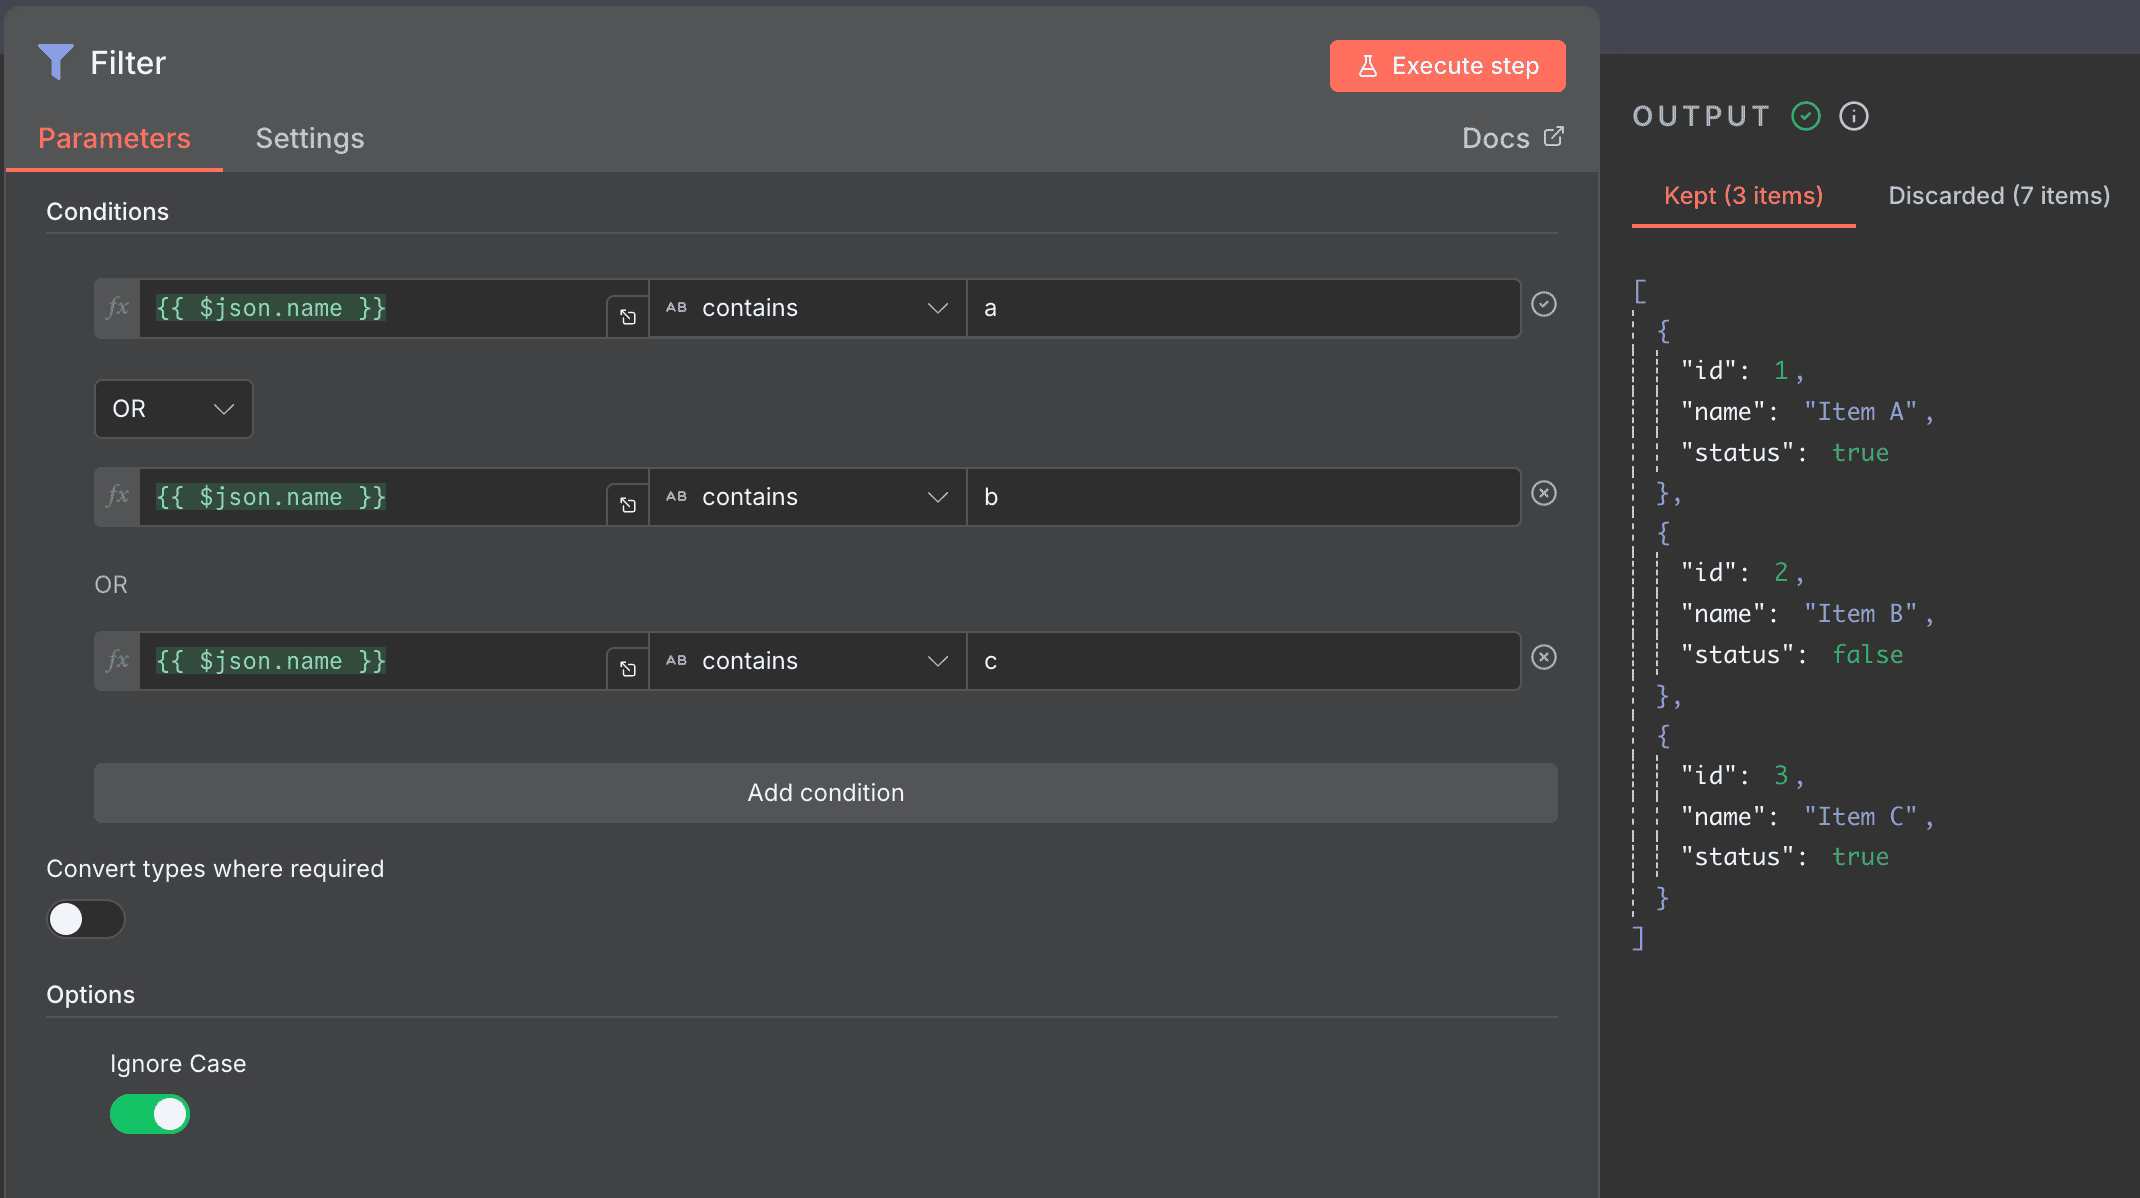 Filter
Execute step
Parameters
Settings
Docs
Conditions
fx {{ $json.name }} AB contains a
OR
fx {{ $json.name }} AB contains b
OR
fx {{ $json.name }} AB contains c
Add condition
Convert types where required
Options
Ignore Case
OUTPUT
Kept (3 items)
Discarded (7 items)
[
{
"id": 1,
"name": "Item A",
"status": true
},
{
"id": 2,
"name": "Item B",
"status": false
},
{
"id": 3,
"name": "Item C",
"status": true
}
]